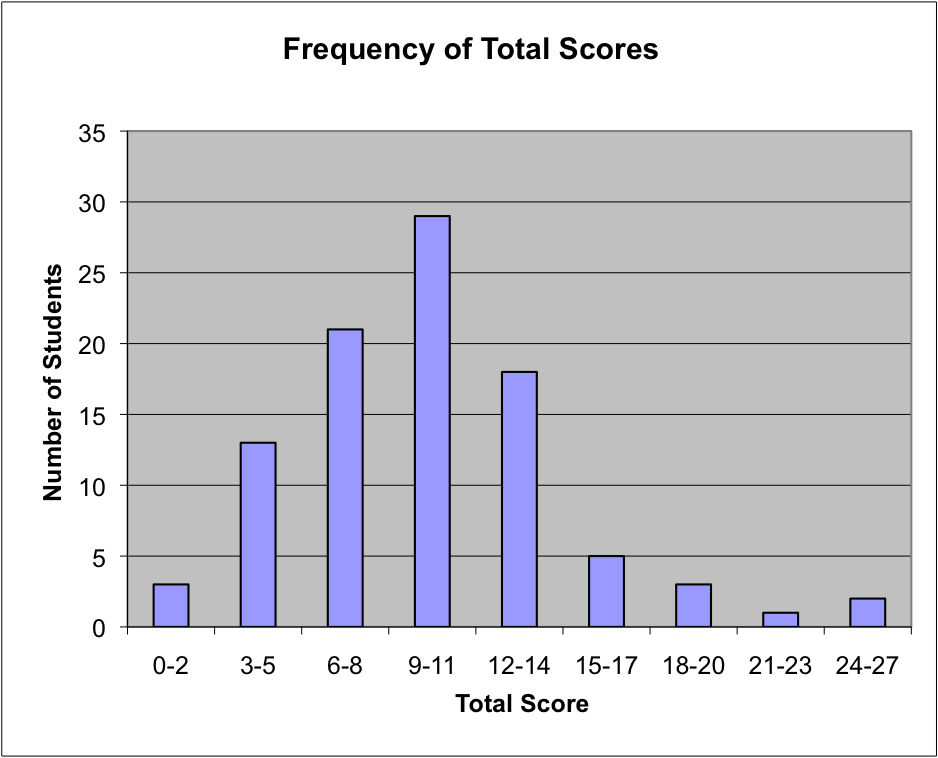 Frequency of Total Scores
35
30
25
20
15
10
5
0
Number of Students
0-2 3-5 6-8 9-11 12-14 15-17 18-20 21-23 24-27
Total Score